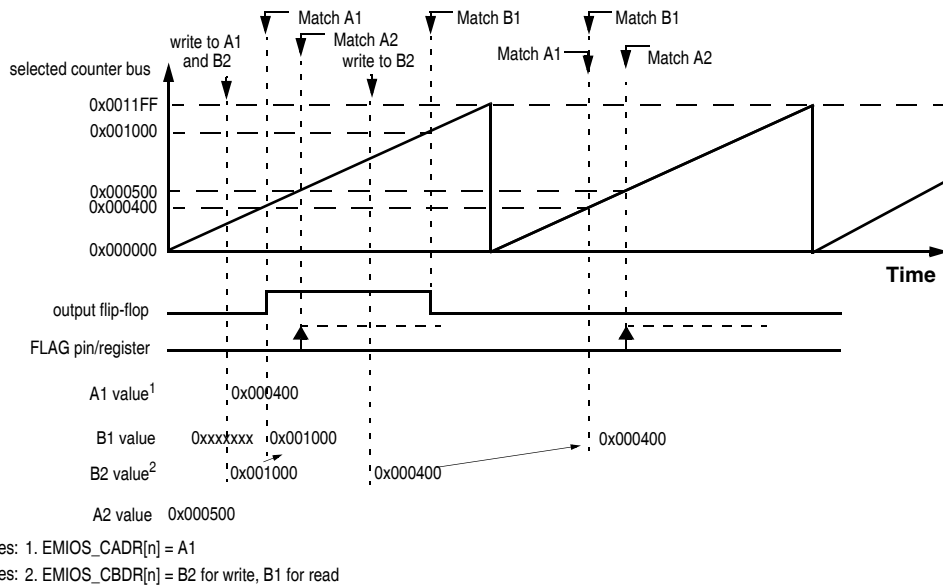 Match A1
Match B1
Match B1
write to A1
and B2
Match A2
write to B2
Match A1
Match A2
selected counter bus
0x0011FF
0x001000
0x000500
0x000400
0x000000
Time
output flip-flop
FLAG pin/register
A1 value1 0x000400
B1 value 0xxxxxxx 0x001000 0x000400
B2 value2 0x001000 0x000400
A2 value 0x000500
es: 1. EMIOS_CADR[n] = A1
es: 2. EMIOS_CBDR[n] = B2 for write, B1 for read